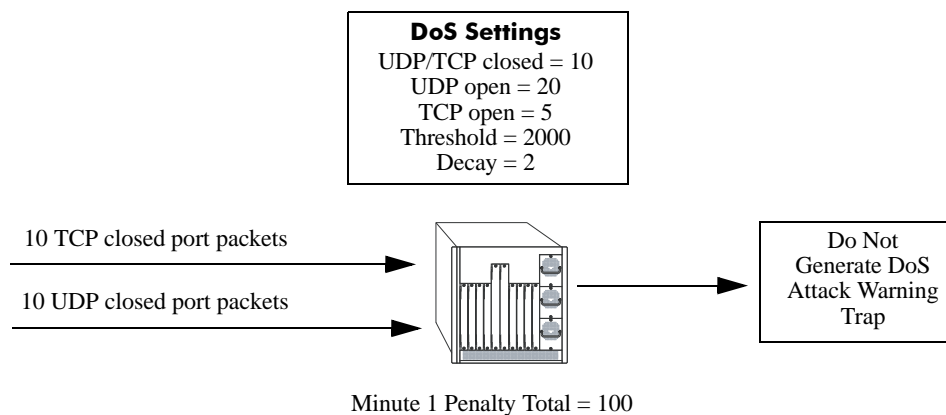 DoS Settings
UDP/TCP closed = 10
UDP open = 20
TCP open = 5
Threshold = 2000
Decay = 2
10 TCP closed port packets
10 UDP closed port packets
Do Not
Generate DoS
Attack Warning
Trap
Minute 1 Penalty Total = 100